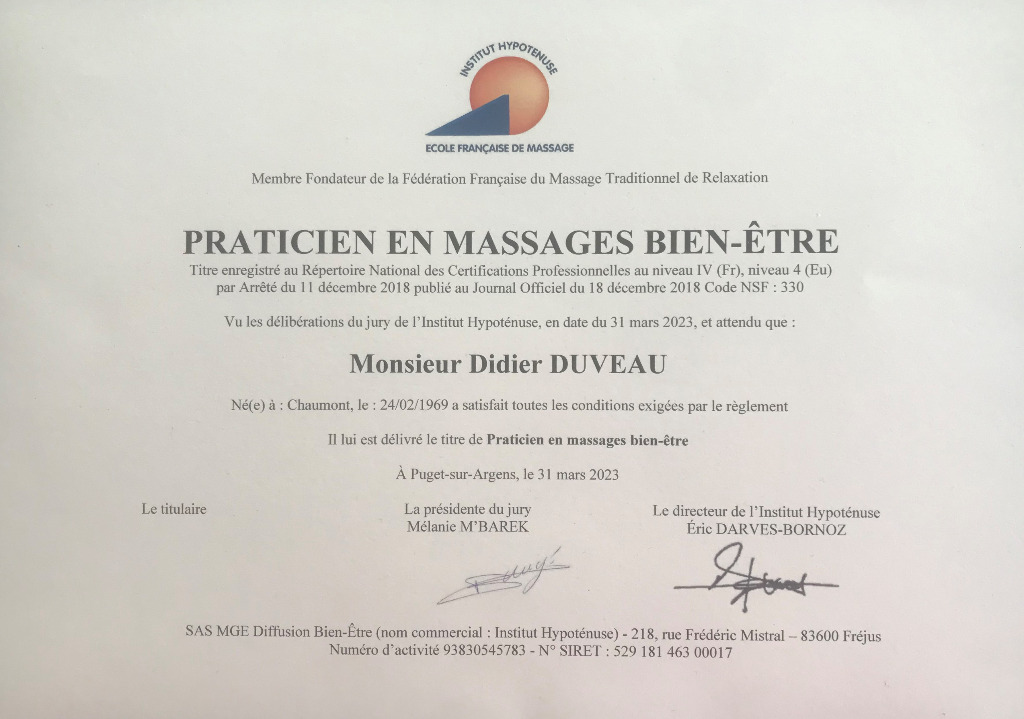 INSTITUT HYPOTENUSE
ECOLE FRANÇAISE DE MASSAGE
Membre Fondateur de la Fédération Française du Massage Traditionnel de Relaxation
PRATICIEN EN MASSAGES BIEN-ÊTRE
Titre enregistré au Répertoire National des Certifications Professionnelles au niveau IV (Fr), niveau 4 (Eu)
par Arrêté du 11 décembre 2018 publié au Journal Officiel du 18 décembre 2018 Code NSF : 330
Vu les délibérations du jury de l'Institut Hypoténuse, en date du 31 mars 2023, et attendu que :
Monsieur Didier DUVEAU
Né(e) à : Chaumont, le : 24/02/1969 a satisfait toutes les conditions exigées par le règlement
Il lui est délivré le titre de Praticien en massages bien-être
À Puget-sur-Argens, le 31 mars 2023
Le titulaire
La présidente du jury
Mélanie M'BAREK
Le directeur de l'Institut Hypoténuse
Éric DARVES-BORNOZ
SAS MGE Diffusion Bien-Être (nom commercial : Institut Hypoténuse) - 218, rue Frédéric Mistral – 83600 Fréjus
Numéro d'activité 93830545783 - N° SIRET : 529 181 463 00017